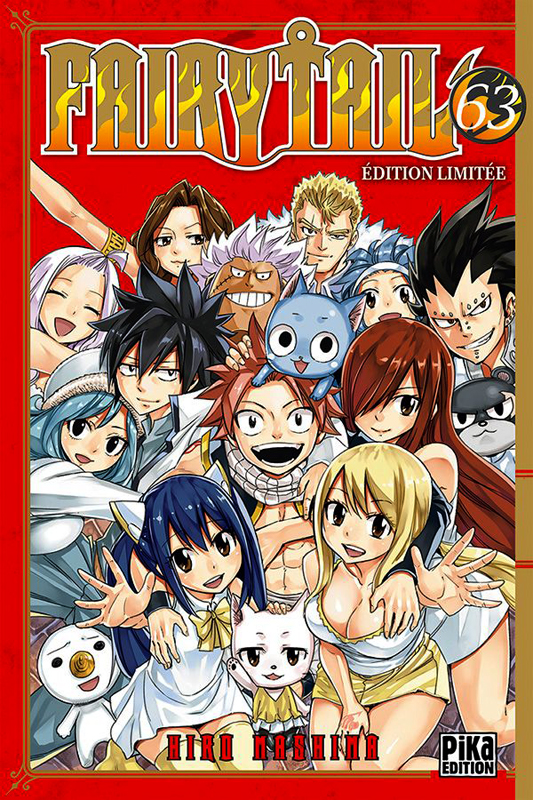 FAIRY TAIL
63
ÉDITION LIMITÉE
HIRO MASHIMA
PiKA
EDITION